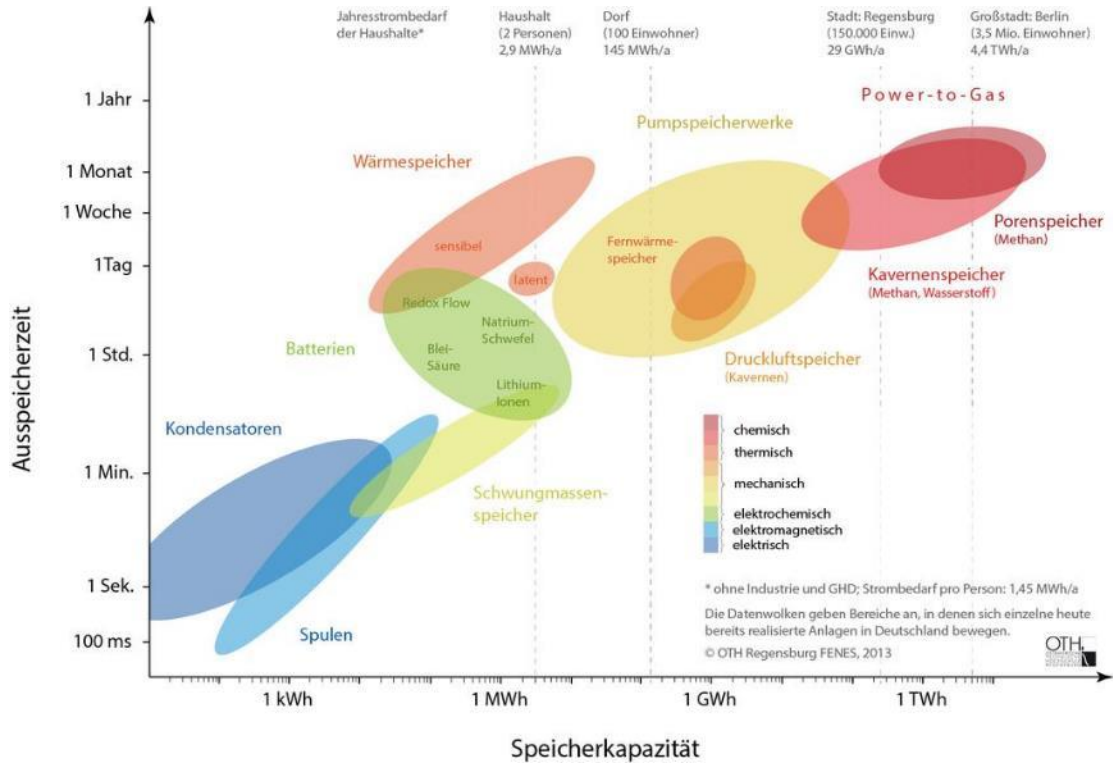 Jahresstrombedarf
der Haushalte*
Haushalt
(2 Personen)
2,9 MWh/a
Dorf
(100 Einwohner)
145 MWh/a
Stadt: Regensburg
(150.000 Einw.)
29 GWh/a
Großstadt: Berlin
(3,5 Mio. Einwohner)
4,4 TWh/a
Ausspeicherzeit
1 Jahr
1 Monat
1 Woche
1Tag
1 Std.
1 Min.
1 Sek.
100 ms
Power-to-Gas
Pumpspeicherwerke
Wärmespeicher
sensibel
latent
Fernwärme-
speicher
Porenspeicher
(Methan)
Kavernenspeicher
(Methan, Wasserstoff)
Redox Flow
Natrium-
Schwefel
Batterien
Blei-
Säure
Lithium-
Ionen
Druckluftspeicher
(Kavernen)
Kondensatoren
Schwungmassen-
speicher
Spulen
chemisch
thermisch
mechanisch
elektrochemisch
elektromagnetisch
elektrisch
* ohne Industrie und GHD; Strombedarf pro Person: 1,45 MWh/a
Die Datenwolken geben Bereiche an, in denen sich einzelne heute
bereits realisierte Anlagen in Deutschland bewegen.
© OTH Regensburg FENES, 2013
OTH
1 kWh
1 MWh
1 GWh
1 TWh
Speicherkapazität